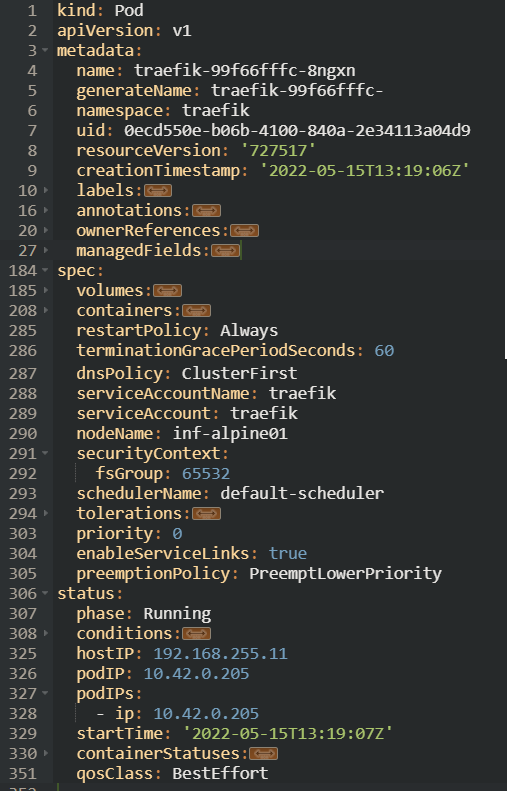 1 kind: Pod
2 apiVersion: v1
3 metadata:
4 name: traefik-99f66fffc-8ngxn
5 generateName: traefik-99f66fffc-
6 namespace: traefik
7 uid: 0ecd550e-b06b-4100-840a-2e34113a04d9
8 resourceVersion: '727517'
9 creationTimestamp: '2022-05-15T13:19:06Z'
10 labels:
16 annotations:
20 ownerReferences:
27 managedFields:
184 spec:
185 volumes:
208 containers:
285 restartPolicy: Always
286 terminationGracePeriodSeconds: 60
287 dnsPolicy: ClusterFirst
288 serviceAccountName: traefik
289 serviceAccount: traefik
290 nodeName: inf-alpine01
291 securityContext:
292 fsGroup: 65532
293 schedulerName: default-scheduler
294 tolerations:
303 priority: 0
304 enableServiceLinks: true
305 preemptionPolicy: PreemptLowerPriority
306 status:
307 phase: Running
308 conditions:
325 hostIP: 192.168.255.11
326 podIP: 10.42.0.205
327 podIPs:
328 - ip: 10.42.0.205
329 startTime: '2022-05-15T13:19:07Z'
330 containerStatuses:
351 qosClass: BestEffort